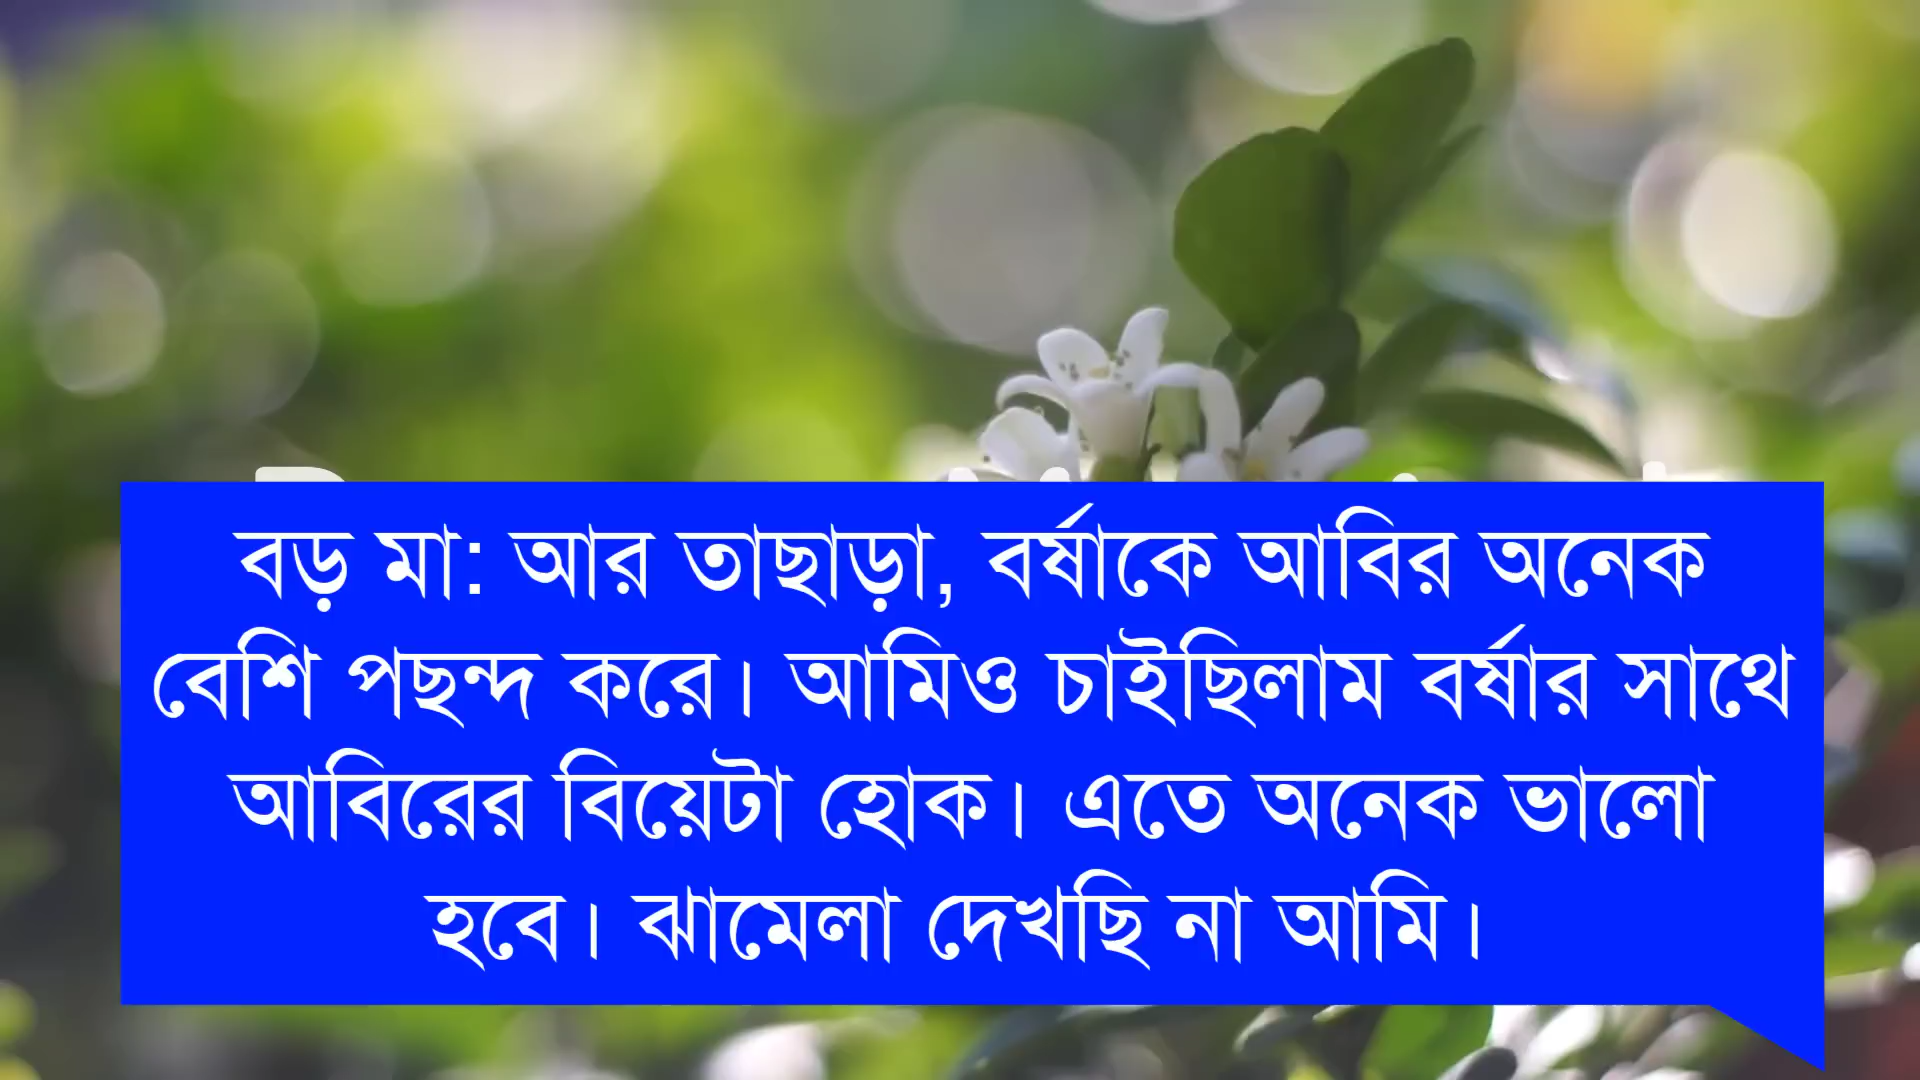 বড় মা: আর তাছাড়া, বর্ষাকে আবির অনেক
বেশি পছন্দ করে। আমিও চাইছিলাম বর্ষার সাথে
আবিরের বিয়েটা হোক। এতে অনেক ভালো
হবে। ঝামেলা দেখছি না আমি।